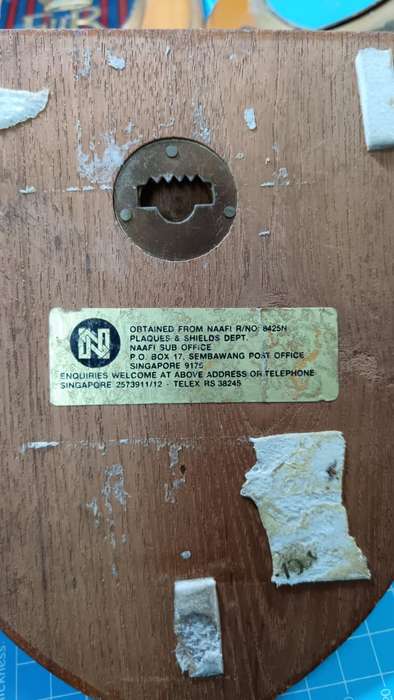 N
OBTAINED FROM NAAFI R/NO: 8425N
PLAQUES & SHIELDS DEPT.
NAAFI SUB OFFICE
P.O. BOX 17, SEMBAWANG POST OFFICE
SINGAPORE 9175
ENQUIRIES WELCOME AT ABOVE ADDRESS OR TELEPHONE
SINGAPORE 2573911/12 - TELEX RS 38245